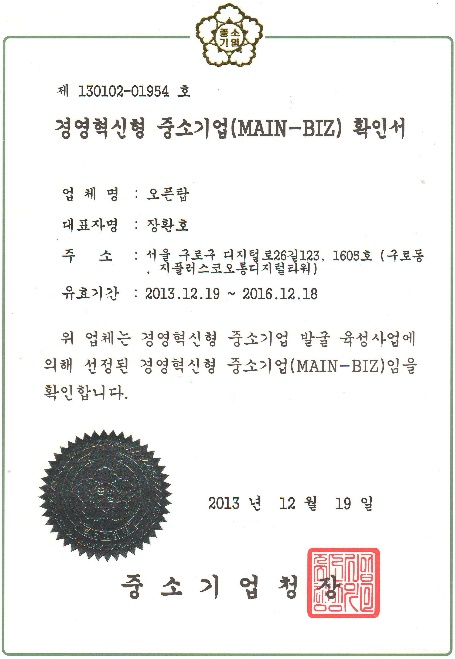 중소
기업
제 130102-01954 호
경영혁신형 중소기업(MAIN-BIZ) 확인서
업 체 명 : 오픈탑
대표자명 : 장환호
주 소 : 서울 구로구 디지털로26길123, 1605호 (구로동
, 지플러스코오롱디지털타워)
유효기간 : 2013.12.19 ~ 2016.12.18
위 업체는 경영혁신형 중소기업 발굴 육성사업에
의해 선정된 경영혁신형 중소기업(MAIN-BIZ)임을
확인합니다.
2013 년 12 월 19 일
중 소 기 업 청 장